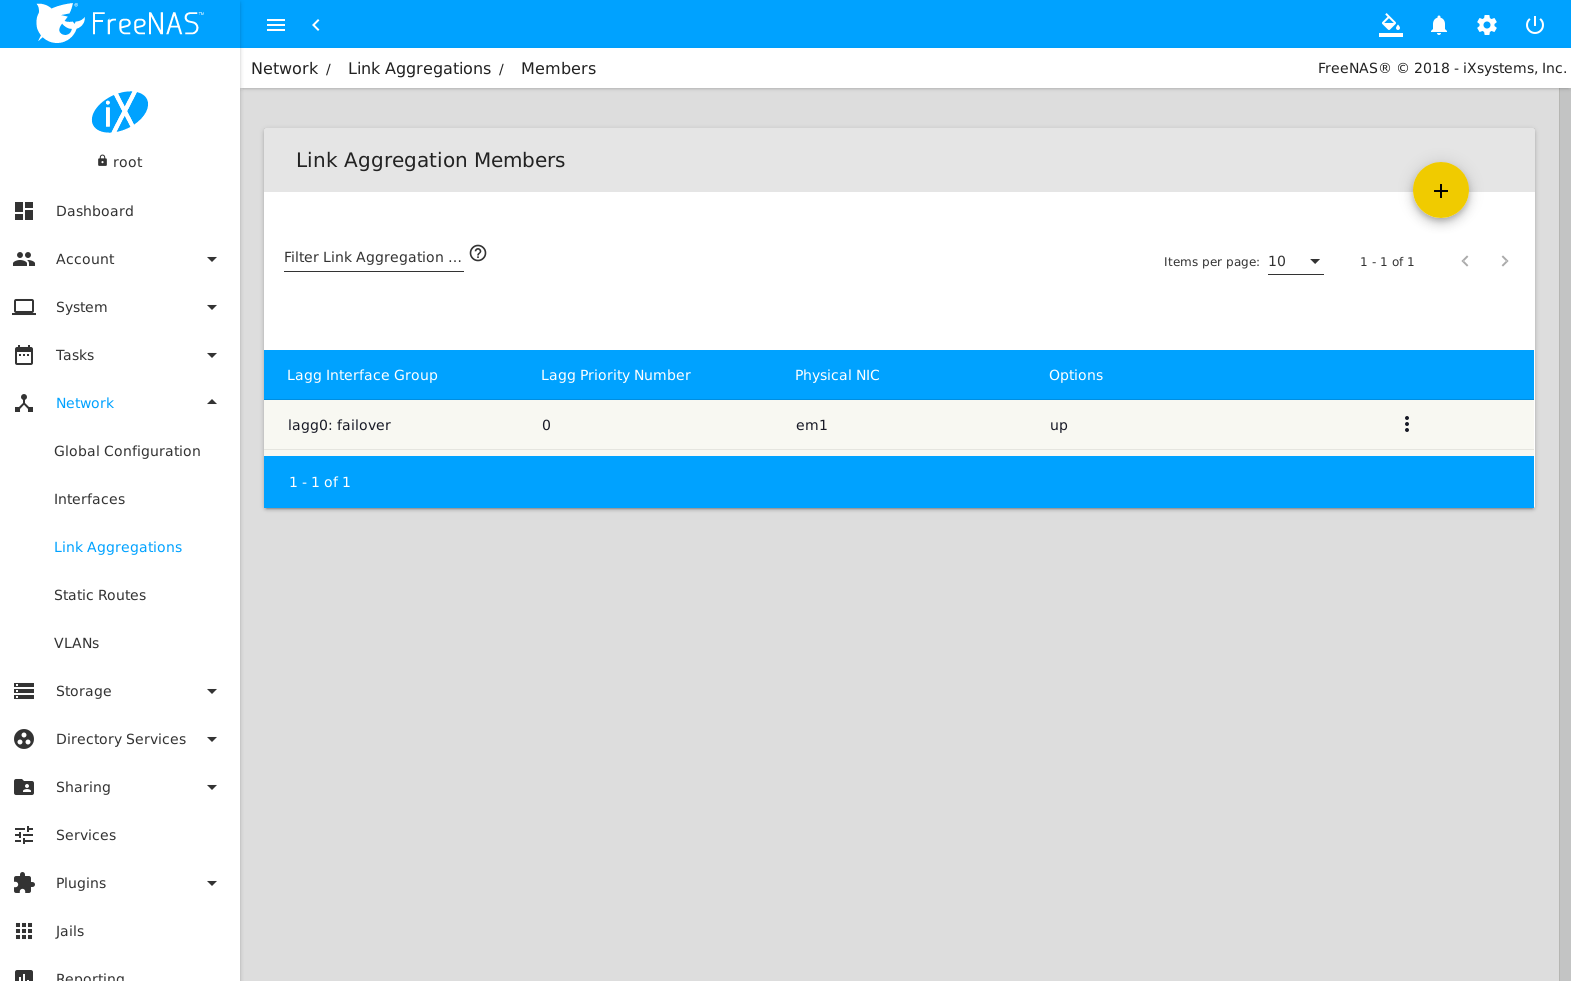 FreeNAS™
Network / Link Aggregations / Members
FreeNAS® © 2018 - iXsystems, Inc.
iX
root
Dashboard
Account
System
Tasks
Network
Global Configuration
Interfaces
Link Aggregations
Static Routes
VLANs
Storage
Directory Services
Sharing
Services
Plugins
Jails
Reporting
Link Aggregation Members
+
Filter Link Aggregation ...
Items per page: 10 1 - 1 of 1
Lagg Interface Group Lagg Priority Number Physical NIC Options
lagg0: failover 0 em1 up
1 - 1 of 1